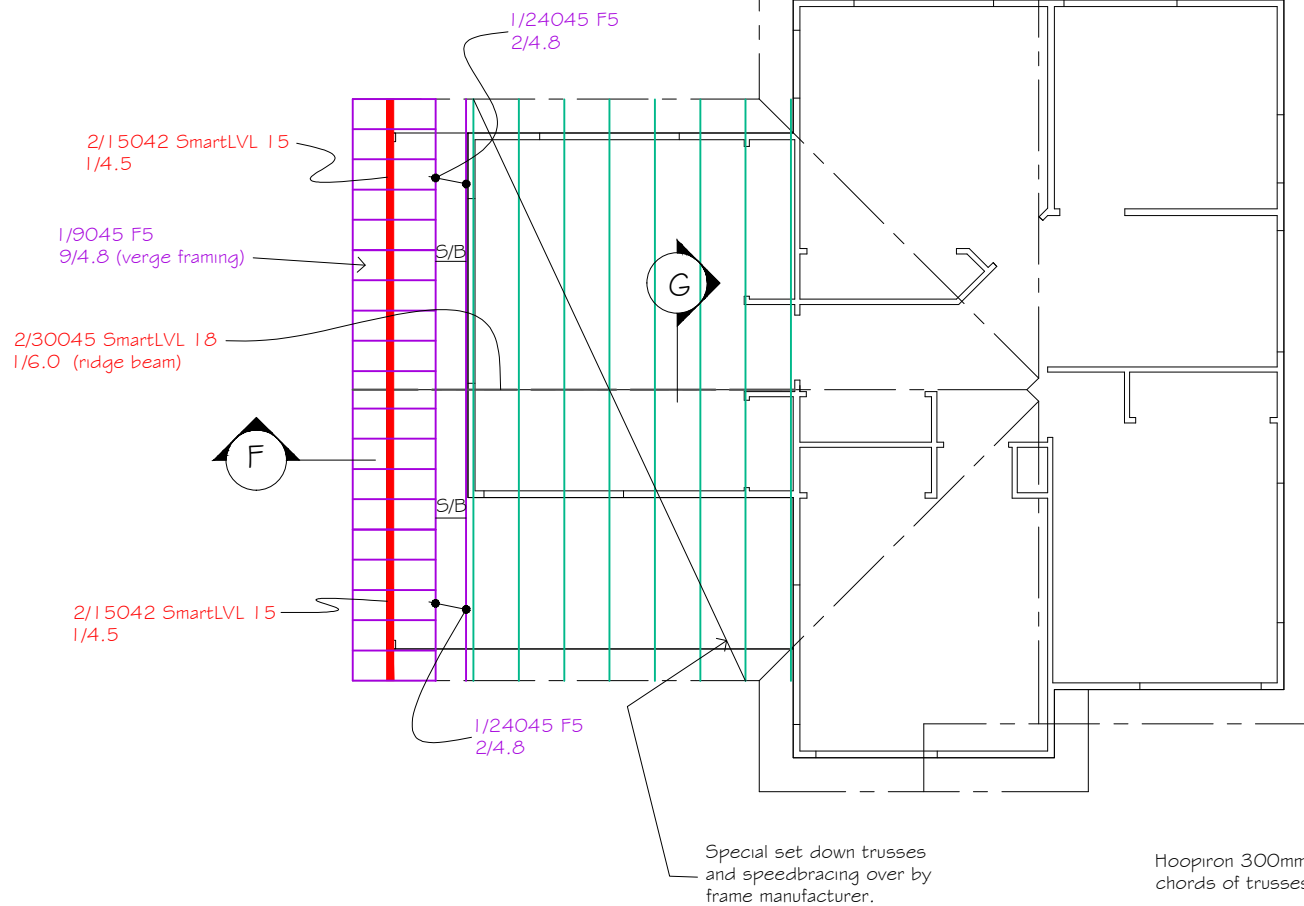 1/24045 F5
2/4.8
2/15042 SmartLVL 15
1/4.5
1/9045 F5
9/4.8 (verge framing)
S/B
G
2/30045 SmartLVL 18
1/6.0 (ridge beam)
F
S/B
2/15042 SmartLVL 15
1/4.5
1/24045 F5
2/4.8
Special set down trusses
and speedbracing over by
frame manufacturer.
Hoopiron 300mm
chords of trusses